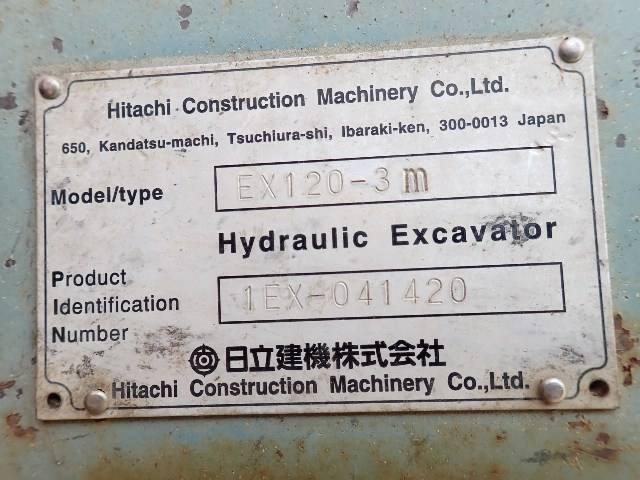 Hitachi Construction Machinery Co.,Ltd.
650, Kandatsu-machi, Tsuchiura-shi, Ibaraki-ken, 300-0013 Japan
Model/type EX120-3m
Hydraulic Excavator
Product
Identification 1EX-041420
Number
日立建機株式会社
Hitachi Construction Machinery Co.,Ltd.